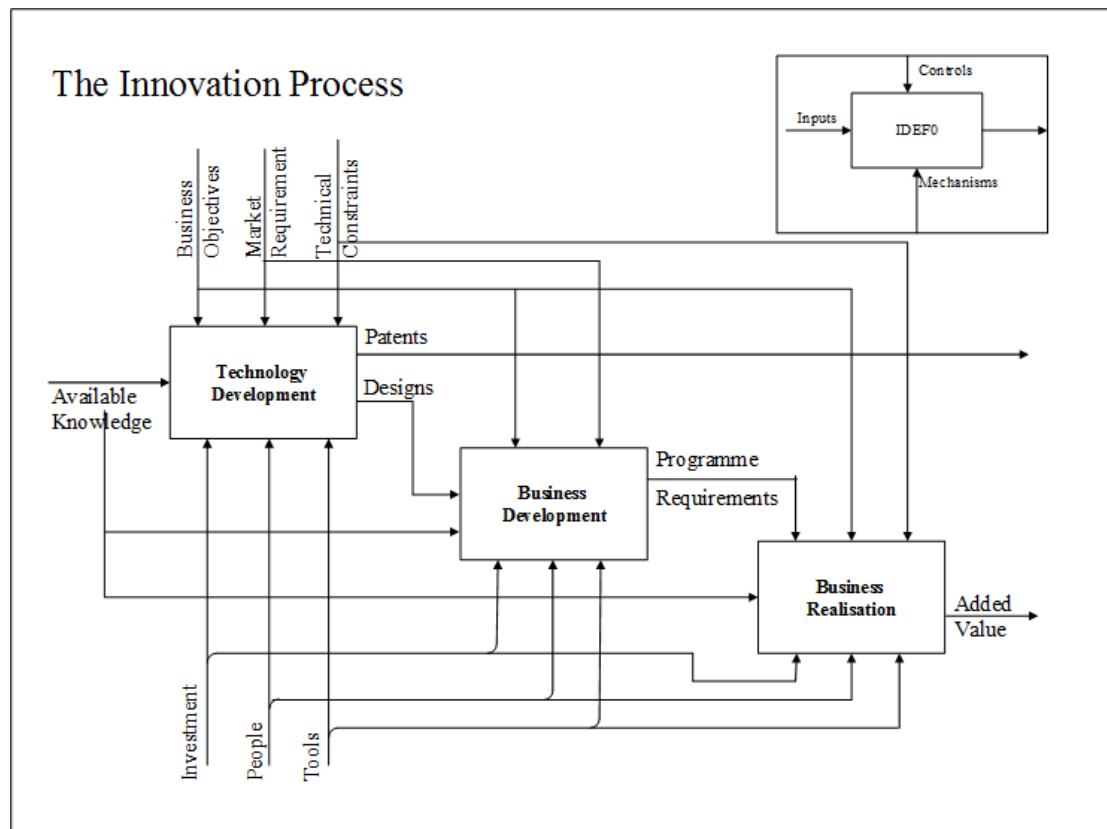 The Innovation Process
Controls
Inputs
IDEF0
Mechanisms
Business
Objectives
Market
Requirement
Technical
Constraints
Patents
Technology
Development
Designs
Available
Knowledge
Programme
Requirements
Business
Development
Business
Realisation
Added
Value
Investment
People
Tools